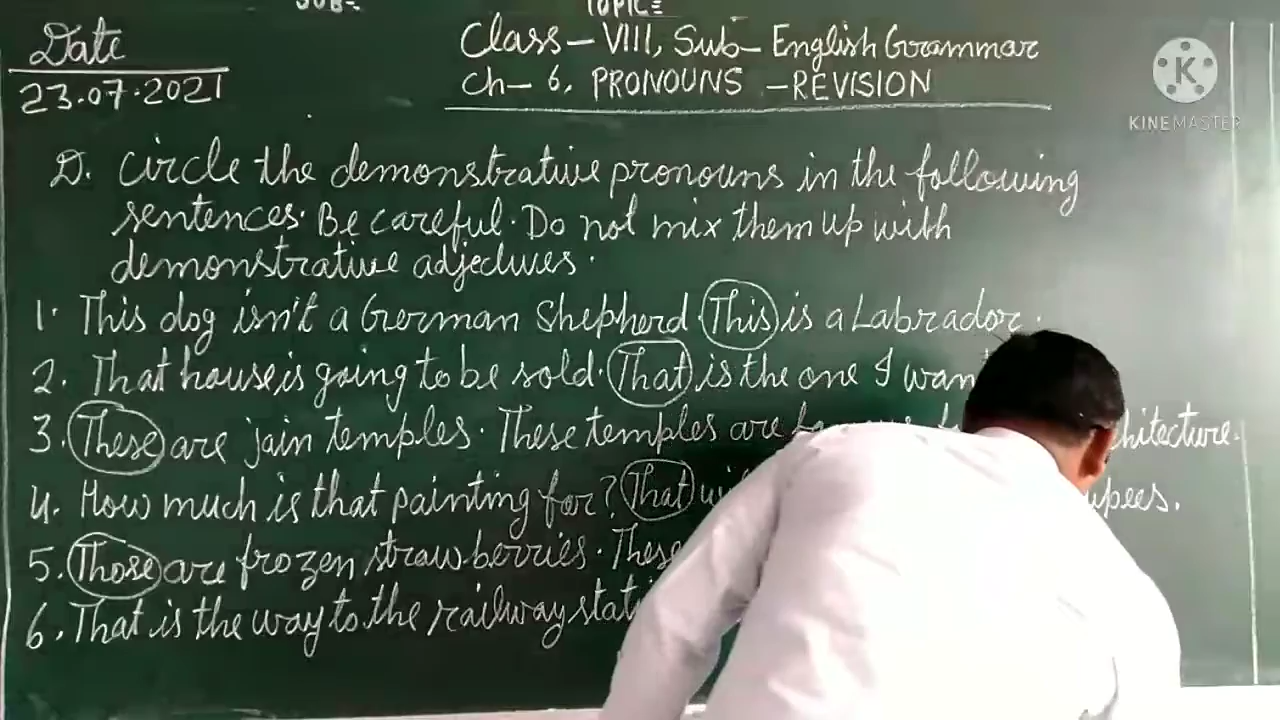 SUB-
TOPIC
Date
23.07.2021
Class - VIII, Sub - English Grammar
Ch - 6. PRONOUNS - REVISION
KINEMASTER
D. Circle the demonstrative pronouns in the following
sentences. Be careful. Do not mix them up with
demonstrative adjectives.
1. This dog isn't a German Shepherd. This is a Labrador.
2. That house is going to be sold. That is the one I
3. These are jain temples. These temples are
4. How much is that painting for? That
5. Those are frozen strawberries. These
6. That is the way to the railway